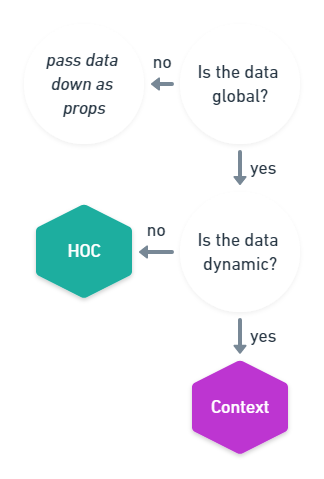 pass data
down as
props
no
Is the data
global?
yes
HOC
no
Is the data
dynamic?
yes
Context